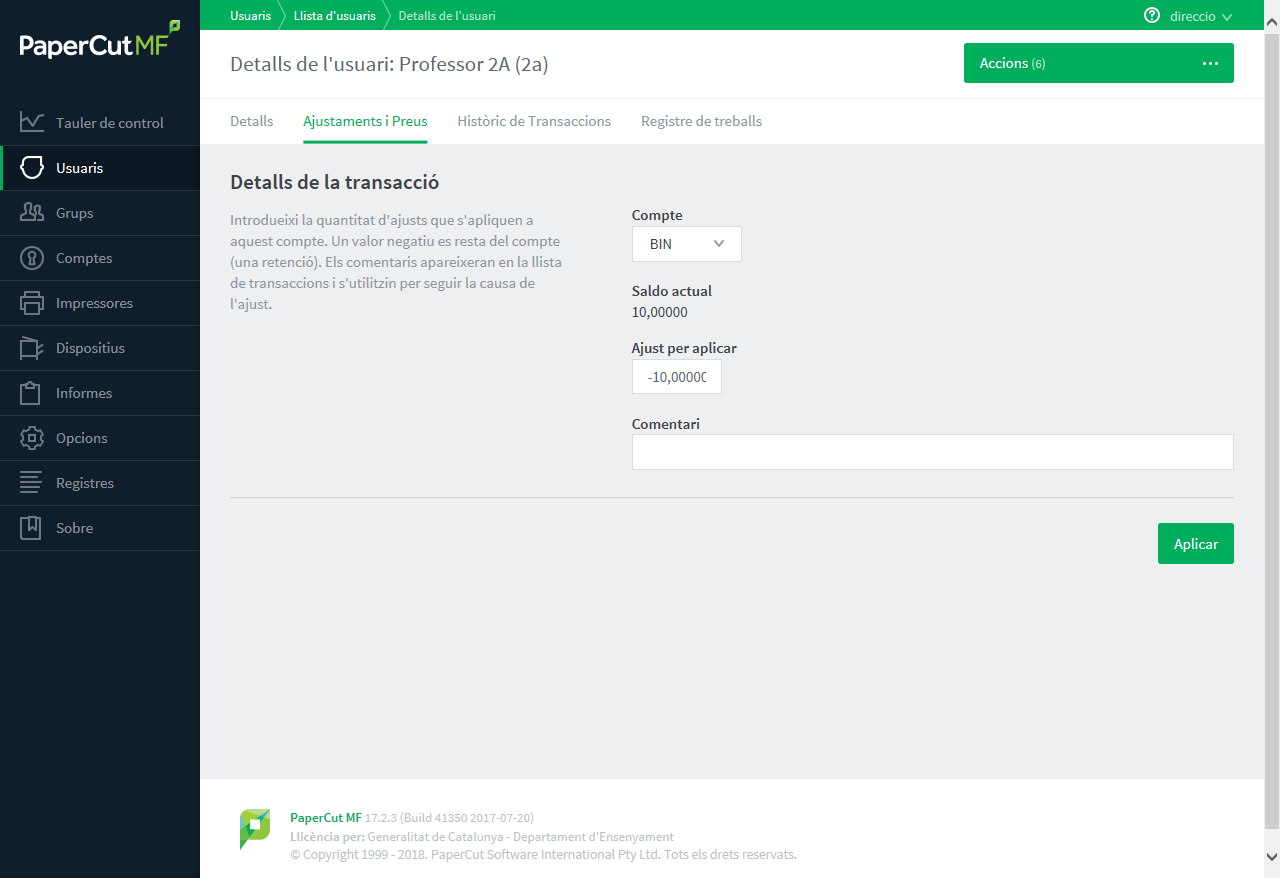 PaperCut MF
Tauler de control
Usuaris
Grups
Comptes
Impressores
Dispositius
Informes
Opcions
Registres
Sobre
Usuaris Llista d'usuaris Detalls de l'usuari direccio
Detalls de l'usuari: Professor 2A (2a)
Accions (6) ...
Detalls Ajustaments i Preus Històric de Transaccions Registre de treballs
Detalls de la transacció
Introdueixi la quantitat d'ajusts que s'apliquen a
aquest compte. Un valor negatiu es resta del compte
(una retenció). Els comentaris apareixeran en la llista
de transaccions i s'utilitzin per seguir la causa de
l'ajust.
Compte
BIN
Saldo actual
10,00000
Ajust per aplicar
-10,00000
Comentari
Aplicar
PaperCut MF 17.2.3 (Build 41350 2017-07-20)
Llicència per: Generalitat de Catalunya - Departament d'Ensenyament
© Copyright 1999 - 2018. PaperCut Software International Pty Ltd. Tots els drets reservats.